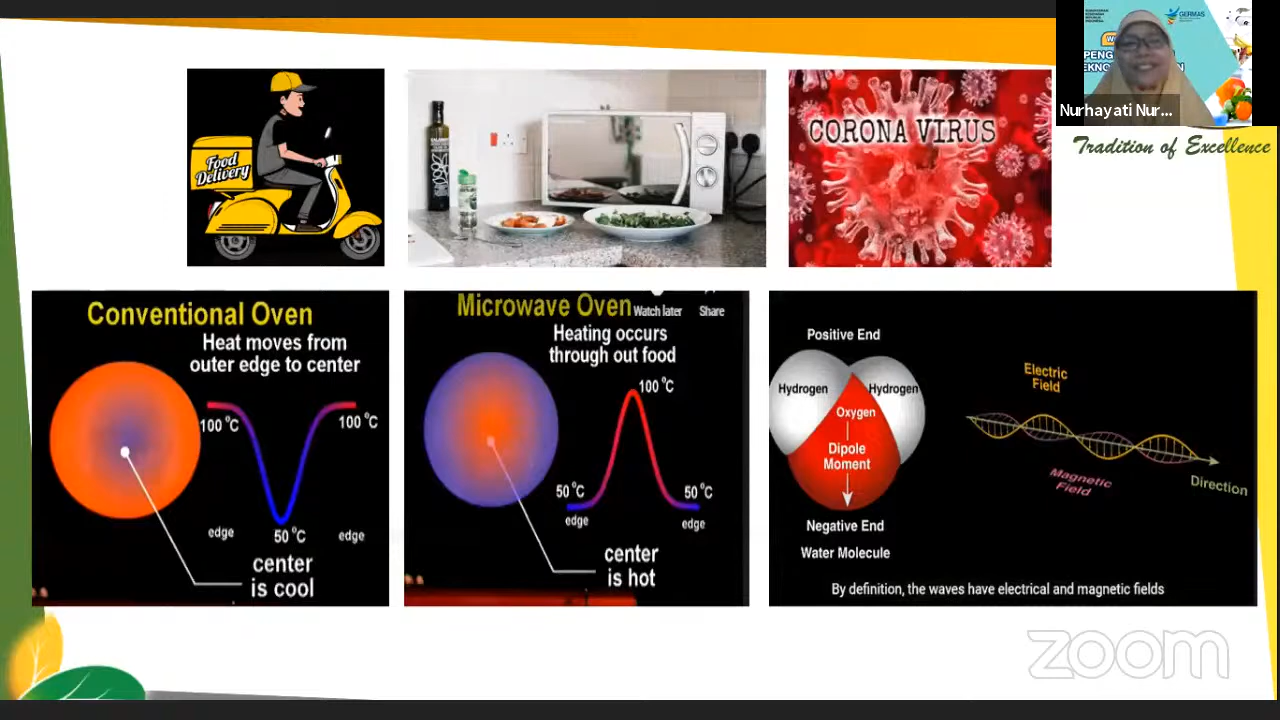 Food
Delivery
CORONA VIRUS
GERMAS
Nurhayati Nur...
Tradition of Excellence
Conventional Oven
Heat moves from
outer edge to center
100 °C
100 °C
edge
50 °C
edge
center
is cool
Microwave Oven
Watch later
Share
Heating occurs
through out food
100 °C
50 °C
50 °C
edge
edge
center
is hot
Positive End
Hydrogen
Hydrogen
Oxygen
Dipole
Moment
Negative End
Water Molecule
Electric
Field
Magnetic
Field
Direction
By definition, the waves have electrical and magnetic fields
zoom